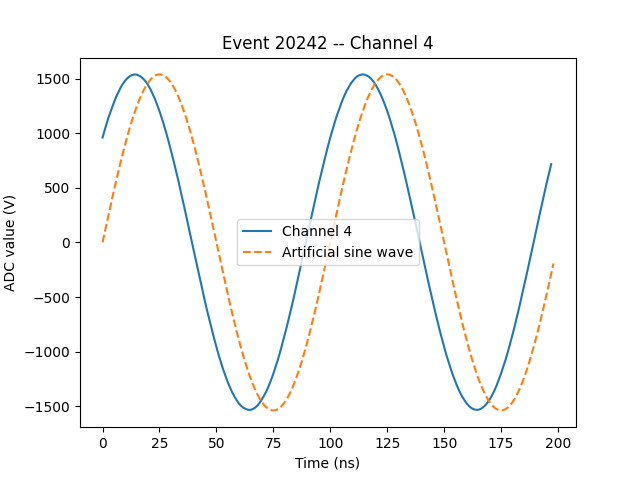 Event 20242 -- Channel 4
ADC value (V)
1500
1000
500
0
−500
−1000
−1500
Channel 4
Artificial sine wave
0 25 50 75 100 125 150 175 200
Time (ns)